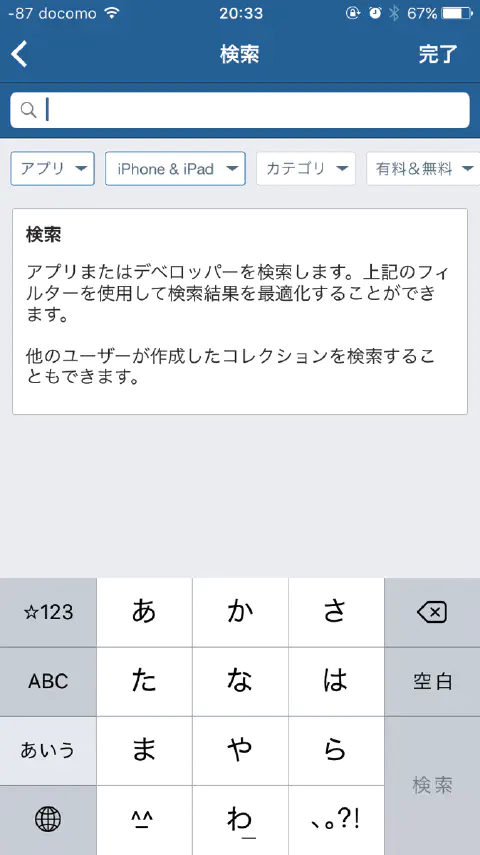 -87 docomo 20:33 67%
検索 完了
アプリ iPhone & iPad カテゴリ 有料＆無料
検索
アプリまたはデベロッパーを検索します。上記のフィ
ルターを使用して検索結果を最適化することができ
ます。
他のユーザーが作成したコレクションを検索するこ
ともできます。
☆123 あ か さ
ABC た な は 空白
あいう ま や ら 検索
^^ わ 、。?!